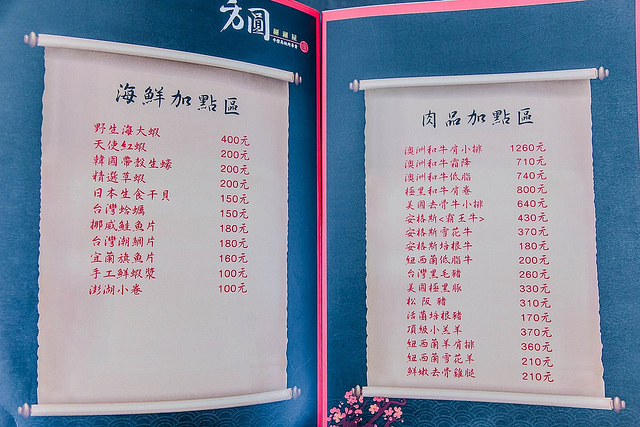 方圓
涮涮屋
海鮮加點區
野生海大蝦 400元
天使紅蝦 200元
韓國帶殼生蠔 200元
精選草蝦 200元
日本生食干貝 150元
台灣蛤蠣 150元
挪威鮭魚片 180元
台灣潮鯛片 180元
宜蘭旗魚片 160元
手工鮮蝦漿 100元
澎湖小卷 100元
肉品加點區
澳洲和牛肩小排 1260元
澳洲和牛霜降 710元
澳洲和牛低脂 740元
極黑和牛肩卷 800元
美國去骨牛小排 640元
安格斯<霸王牛> 430元
安格斯雪花牛 370元
安格斯培根牛 180元
紐西蘭低脂牛 200元
台灣黑毛豬 260元
美國極黑豚 330元
松阪豬 310元
活菌培根豬 170元
頂級小羔羊 370元
紐西蘭羊肩排 360元
紐西蘭雪花羊 210元
鮮嫩去骨雞腿 210元